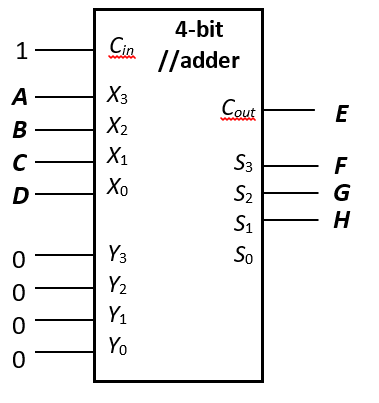 4-bit
1 Cin //adder
A X3
B X2 Cout E
C X1 S3 F
D X0 S2 G
S1 H
0 Y3 S0
0 Y2
0 Y1
0 Y0